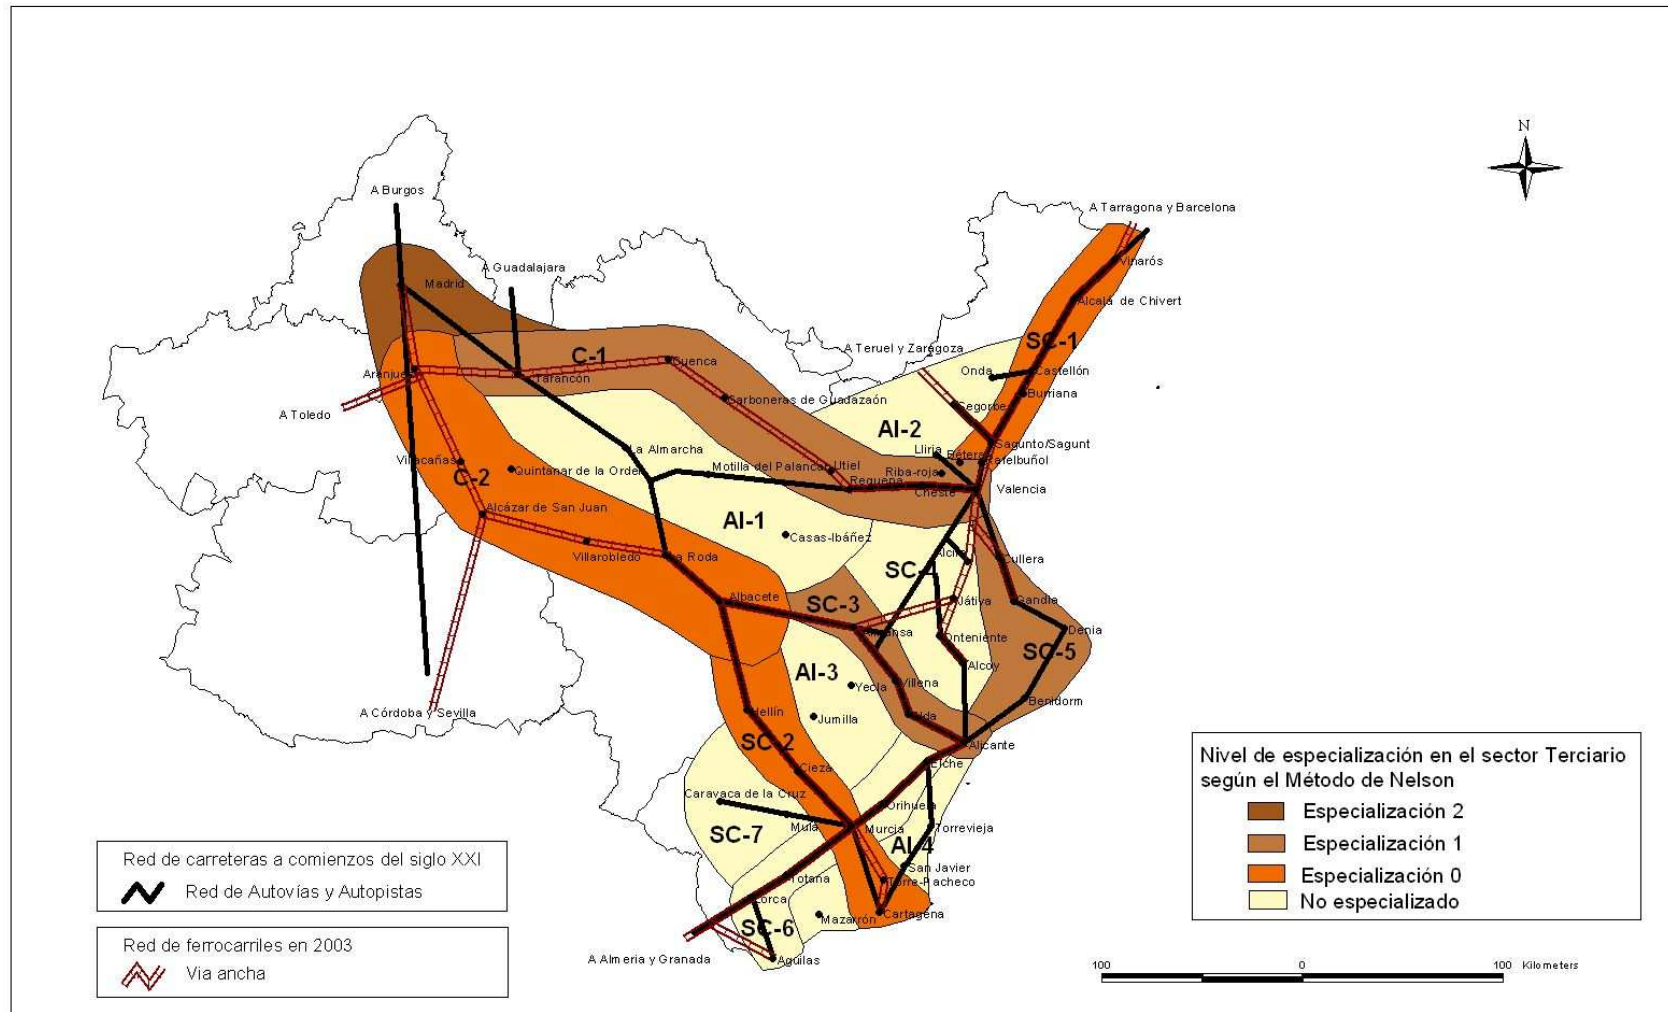 N
A Burgos
A Tarragona y Barcelona
A Guadalajara
Vinarós
Madrid
Alcalá de Chivert
SC-1
A Teruel y Zaragoza
C-1
Cuenca
Aranjuez
Tarancón
Onda
Castellón
Burriana
Carboneras de Guadazaón
Segorbe
A Toledo
AI-2
Sagunto/Sagunt
La Almarcha
Lliria
Bétera
Rafelbuñol
Villacañas
Quintanar de la Orden
Motilla del Palancar
Utiel
Riba-roja
C-2
Requena
Cheste
Valencia
Alcázar de San Juan
AI-1
Casas-Ibáñez
Alcira
Villarobledo
La Roda
SC-4
Cullera
Albacete
SC-3
Játiva
Gandia
Almansa
Onteniente
Denia
SC-5
Alcoy
AI-3
Yecla
Villena
Benidorm
A Córdoba y Sevilla
Hellín
Jumilla
Elda
SC-2
Alicante
Elche
Cieza
Caravaca de la Cruz
Orihuela
SC-7
Mula
Murcia
Torrevieja
AI-4
San Javier
Totana
Torre-Pacheco
Lorca
Mazarrón
Cartagena
SC-6
A Almeria y Granada
Aguilas
Nivel de especialización en el sector Terciario
según el Método de Nelson
Especialización 2
Especialización 1
Especialización 0
No especializado
Red de carreteras a comienzos del siglo XXI
Red de Autovías y Autopistas
Red de ferrocarriles en 2003
Via ancha
100 0 100 Kilometers